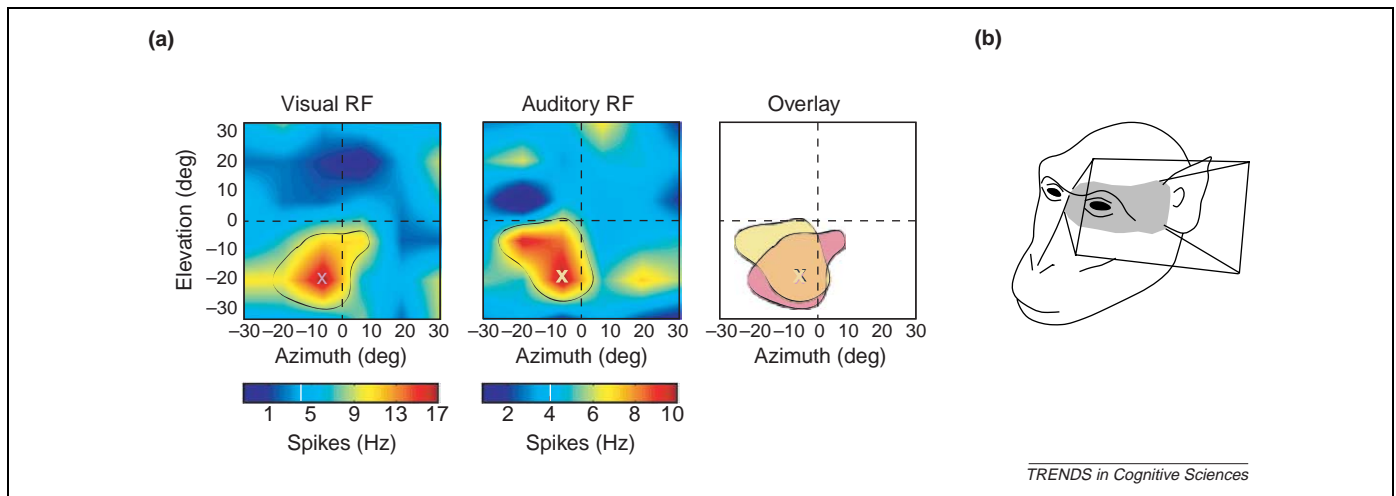 (a)
(b)
Visual RF
Auditory RF
Overlay
Elevation (deg)
30
20
10
0
–10
–20
–30
–30 –20 –10 0 10 20 30
–30 –20 –10 0 10 20 30
–30 –20 –10 0 10 20 30
Azimuth (deg)
Azimuth (deg)
Azimuth (deg)
X
X
X
1 5 9 13 17
2 4 6 8 10
Spikes (Hz)
Spikes (Hz)
TRENDS in Cognitive Sciences